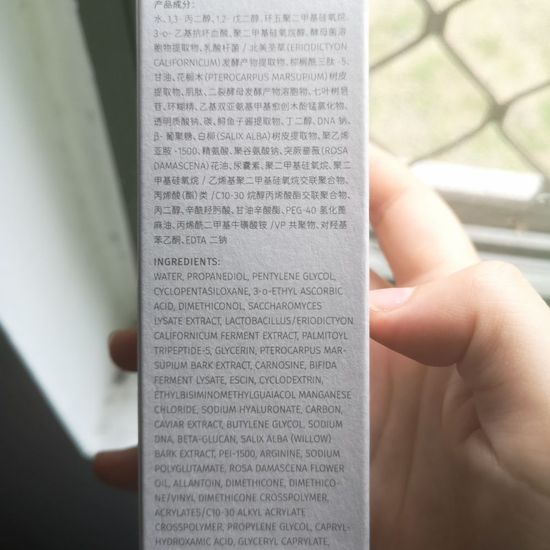 产品成分:
水、1,3-丙二醇、1,2-戊二醇、环五聚二甲基硅氧烷、
3-o-乙基抗坏血酸、聚二甲基硅氧烷醇、酵母菌溶
胞物提取物、乳酸杆菌/北美圣草(ERIODICTYON
CALIFORNICUM)发酵产物提取物、棕榈酰三肽-5、
甘油、花榈木(PTEROCARPUS MARSUPIUM)树皮
提取物、肌肽、二裂酵母发酵产物溶胞物、七叶树皂
苷、环糊精、乙基双亚氨基甲基愈创木酚锰氯化物、
透明质酸钠、碳、鲟鱼子酱提取物、丁二醇、DNA 钠、
β-葡聚糖、白柳(SALIX ALBA)树皮提取物、聚乙烯
亚胺-1500、精氨酸、聚谷氨酸钠、突厥蔷薇(ROSA
DAMASCENA)花油、尿囊素、聚二甲基硅氧烷、聚二
甲基硅氧烷/乙烯基聚二甲基硅氧烷交联聚合物、
丙烯酸(酯)类/C10-30 烷醇丙烯酸酯交联聚合物、
丙二醇、辛酰羟肟酸、甘油辛酸酯、PEG-40 氢化蓖
麻油、丙烯酰二甲基牛磺酸铵/VP 共聚物、对羟基
苯乙酮、EDTA 二钠
INGREDIENTS:
WATER, PROPANEDIOL, PENTYLENE GLYCOL,
CYCLOPENTASILOXANE, 3-o-ETHYL ASCORBIC
ACID, DIMETHICONOL, SACCHAROMYCES
LYSATE EXTRACT, LACTOBACILLUS/ERIODICTYON
CALIFORNICUM FERMENT EXTRACT, PALMITOYL
TRIPEPTIDE-5, GLYCERIN, PTEROCARPUS MAR-
SUPIUM BARK EXTRACT, CARNOSINE, BIFIDA
FERMENT LYSATE, ESCIN, CYCLODEXTRIN,
ETHYLBISIMINOMETHYLGUAIACOL MANGANESE
CHLORIDE, SODIUM HYALURONATE, CARBON,
CAVIAR EXTRACT, BUTYLENE GLYCOL, SODIUM
DNA, BETA-GLUCAN, SALIX ALBA (WILLOW)
BARK EXTRACT, PEI-1500, ARGININE, SODIUM
POLYGLUTAMATE, ROSA DAMASCENA FLOWER
OIL, ALLANTOIN, DIMETHICONE, DIMETHICO-
NE/VINYL DIMETHICONE CROSSPOLYMER,
ACRYLATES/C10-30 ALKYL ACRYLATE
CROSSPOLYMER, PROPYLENE GLYCOL, CAPRYL-
HYDROXAMIC ACID, GLYCERYL CAPRYLATE,